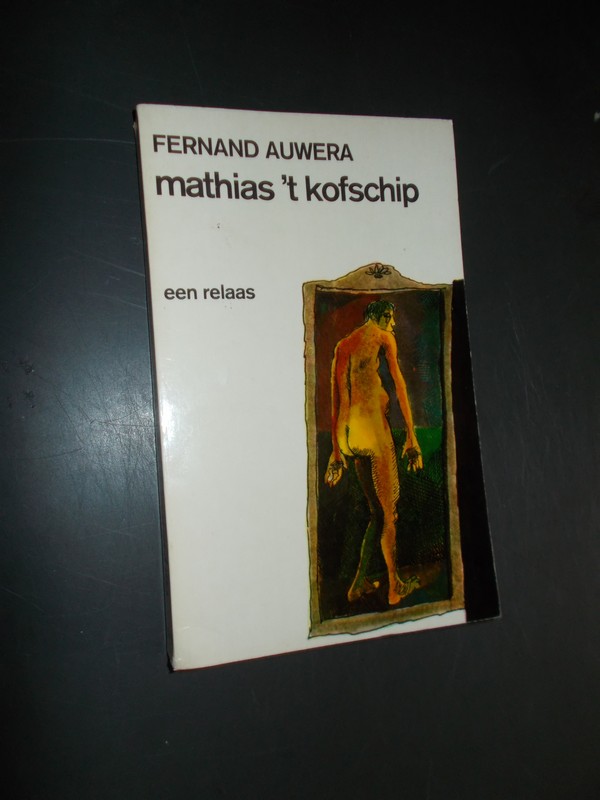 FERNAND AUWERA
mathias 't kofschip
een relaas